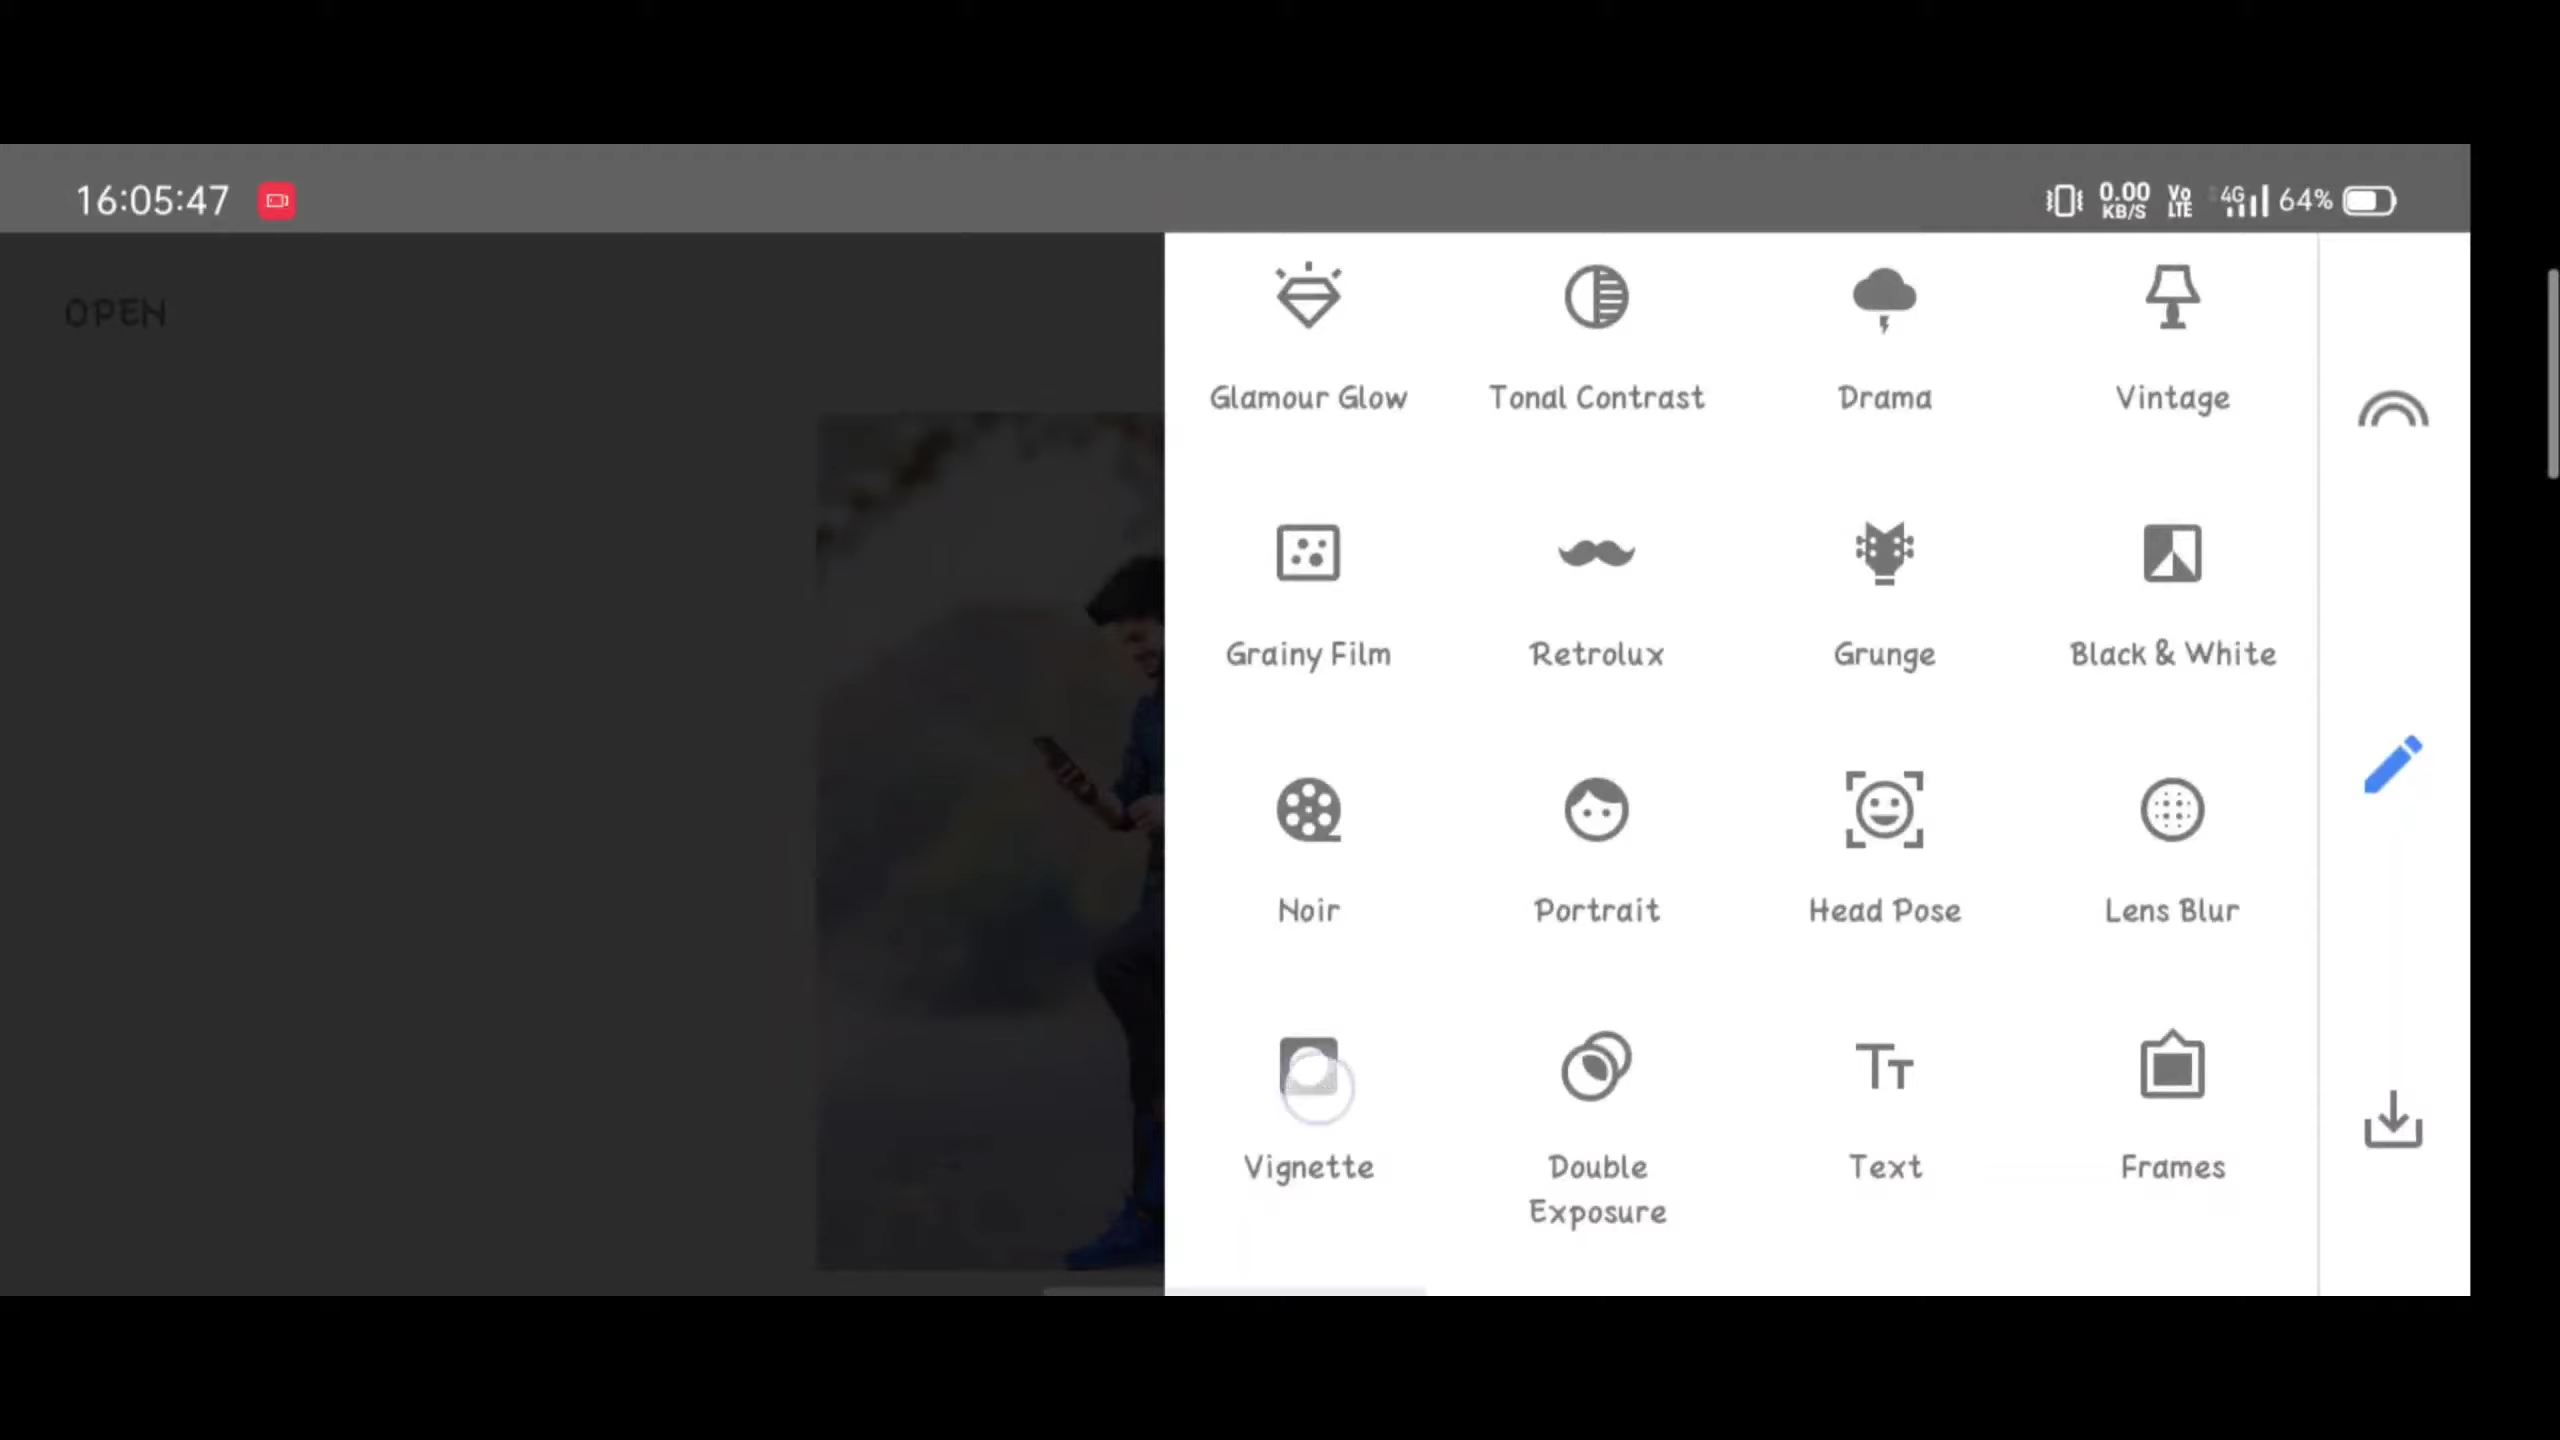 16:05:47
0.00 KB/S Vo LTE 4G 64%
OPEN
Glamour Glow Tonal Contrast Drama Vintage
Grainy Film Retrolux Grunge Black & White
Noir Portrait Head Pose Lens Blur
Vignette Double Exposure Text Frames